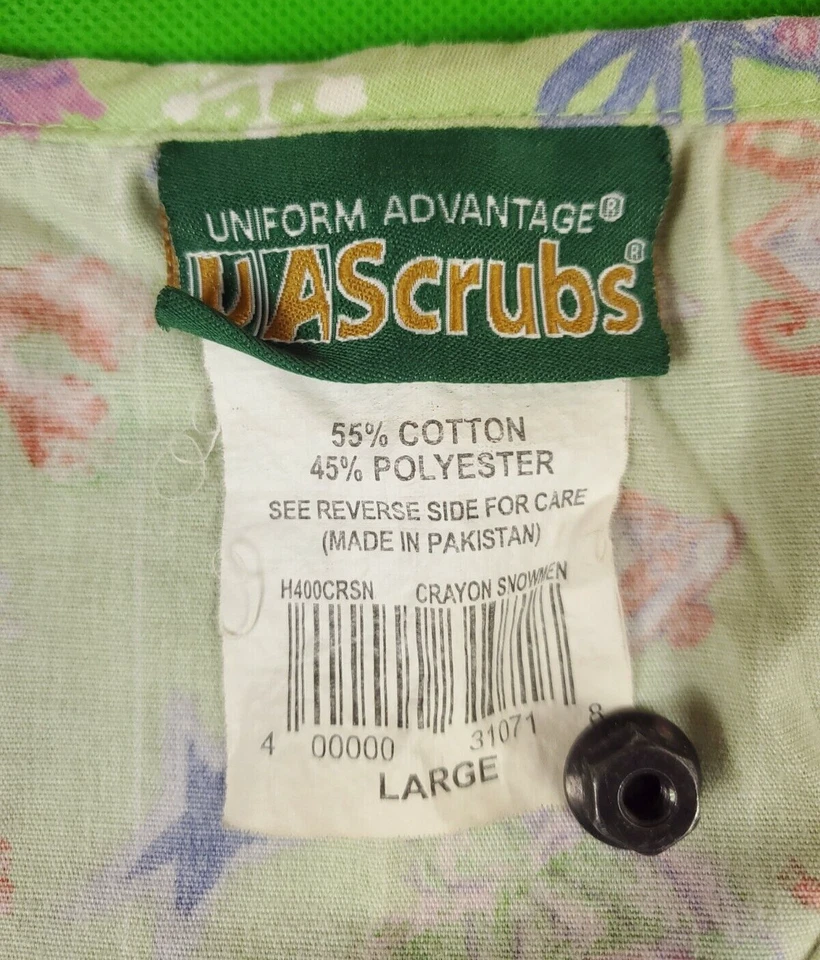 UNIFORM ADVANTAGE®
UAScrubs®
55% COTTON
45% POLYESTER
SEE REVERSE SIDE FOR CARE
(MADE IN PAKISTAN)
H400CRSN CRAYON SNOWMEN
4 00000 31071 8
LARGE